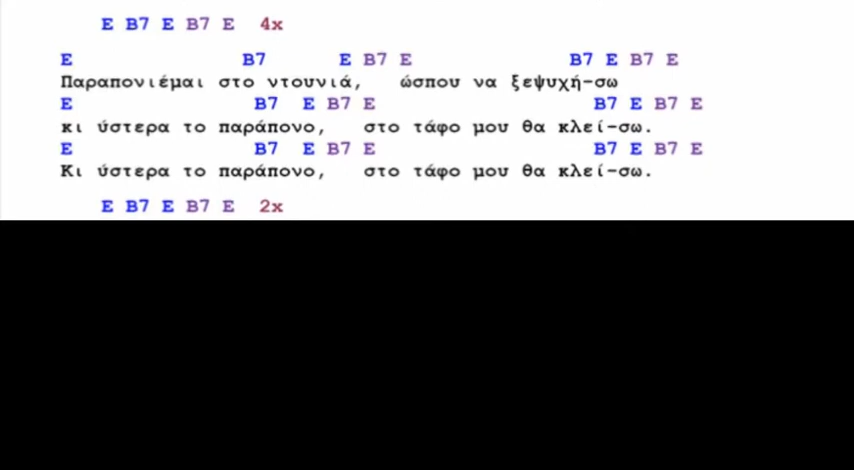 E B7 E B7 E 4x
E B7 E B7 E B7 E B7 E
Παραπονιέμαι στο ντουνιά, ώσπου να ξεψυχή-σω
E B7 E B7 E B7 E B7 E
κι ύστερα το παράπονο, στο τάφο μου θα κλεί-σω.
E B7 E B7 E B7 E B7 E
Κι ύστερα το παράπονο, στο τάφο μου θα κλεί-σω.
E B7 E B7 E 2x